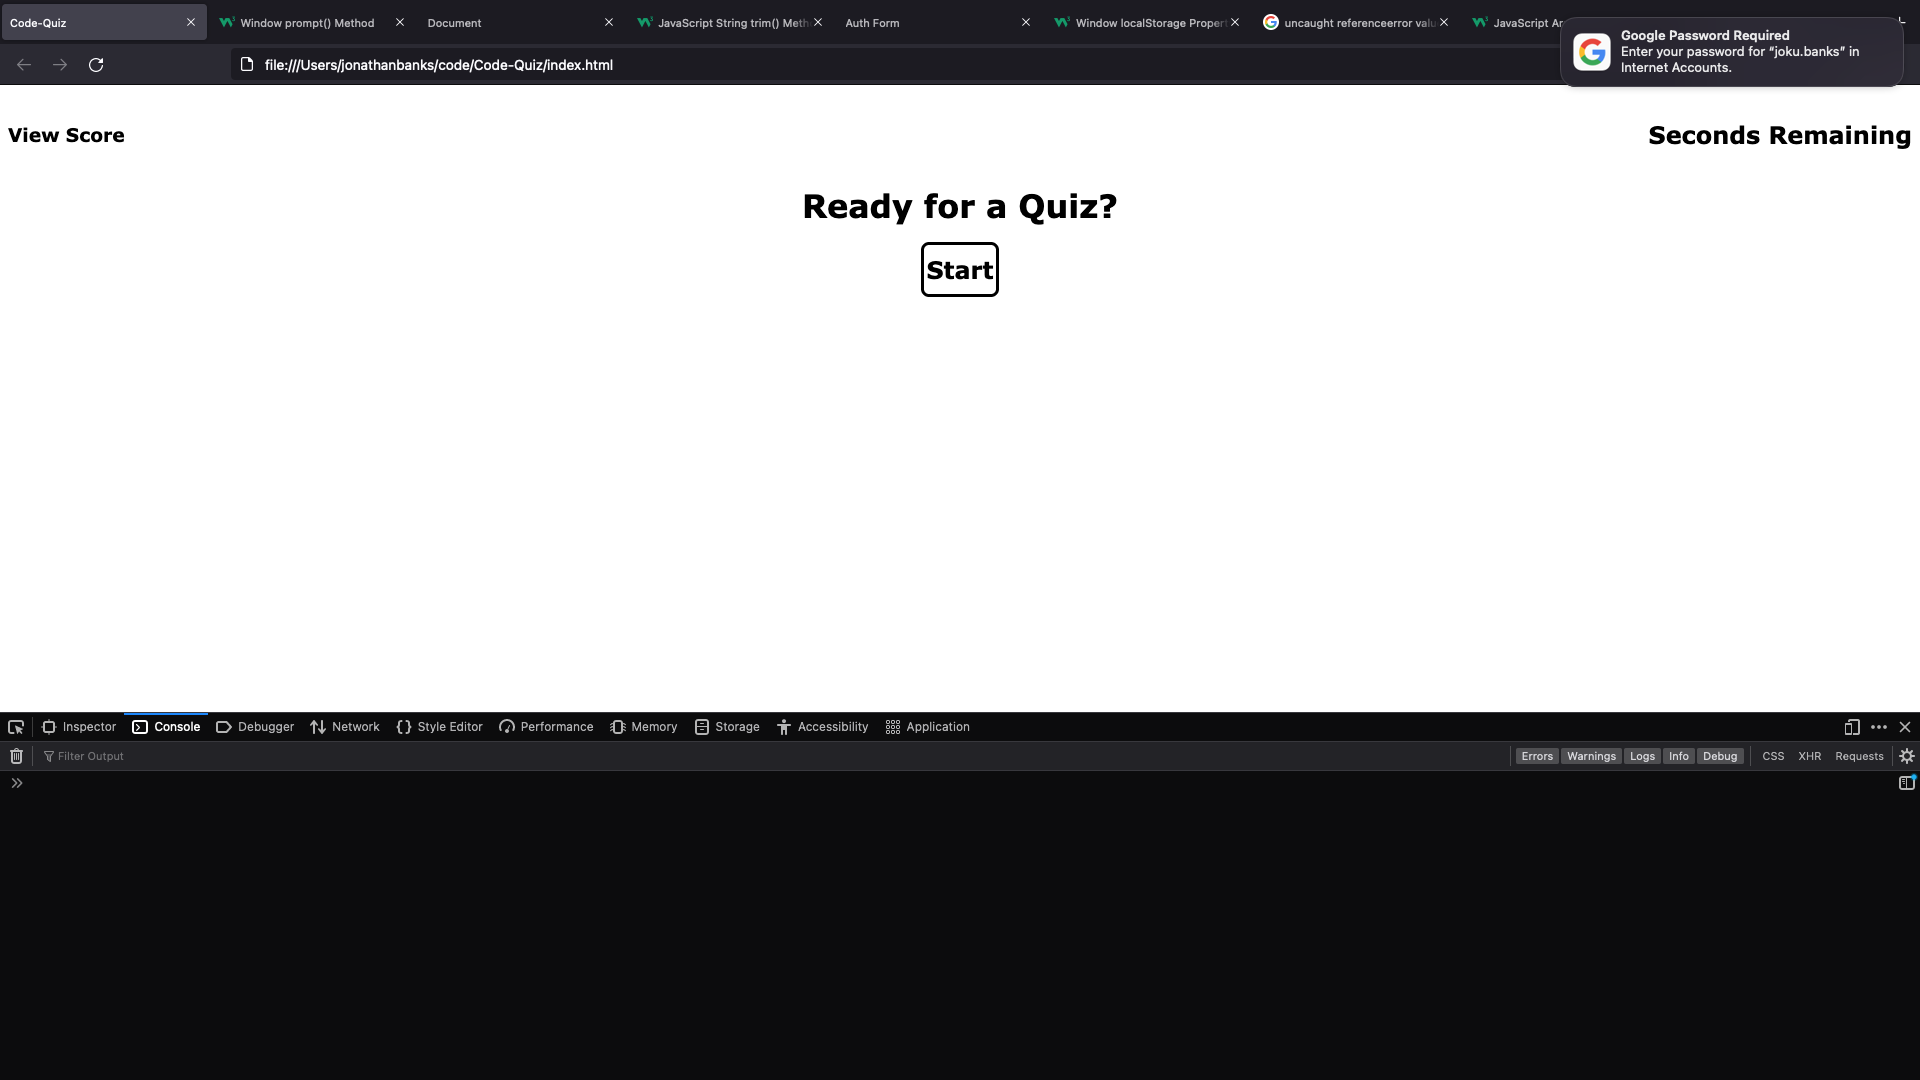 Code-Quiz
Window prompt() Method
Document
JavaScript String trim() Meth
Auth Form
Window localStorage Propert
uncaught referenceerror valu
JavaScript Ar
Google Password Required
Enter your password for “joku.banks” in
Internet Accounts.
file:///Users/jonathanbanks/code/Code-Quiz/index.html
View Score
Seconds Remaining
Ready for a Quiz?
Start
Inspector
Console
Debugger
Network
Style Editor
Performance
Memory
Storage
Accessibility
Application
Filter Output
Errors
Warnings
Logs
Info
Debug
CSS
XHR
Requests